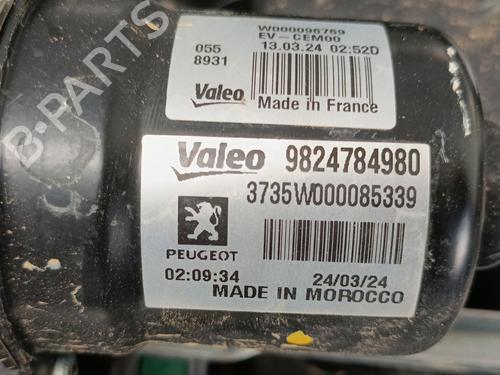 W000096769
EV-CEM00
055 13.03.24 02:52D
8931
Valeo Made in France
Valeo 9824784980
3735W000085339
PEUGEOT
02:09:34 24/03/24
MADE IN MOROCCO
B-PARTS